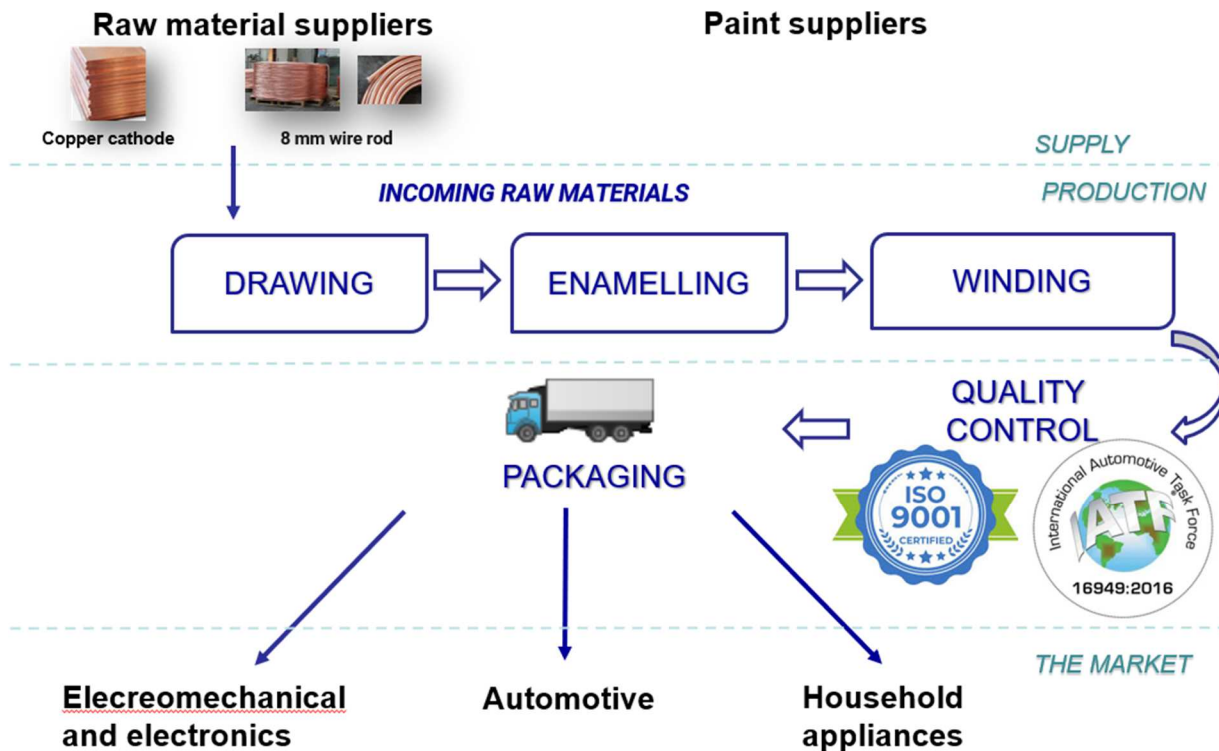 Raw material suppliers
Paint suppliers
Copper cathode
8 mm wire rod
SUPPLY
INCOMING RAW MATERIALS
PRODUCTION
DRAWING
ENAMELLING
WINDING
QUALITY
CONTROL
PACKAGING
ISO
9001
CERTIFIED
International Automotive Task Force
IATF
16949:2016
THE MARKET
Elecreomechanical
and electronics
Automotive
Household
appliances